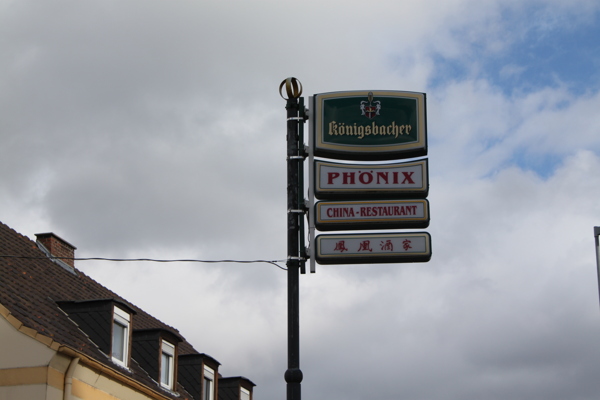 Königsbacher
PHÖNIX
CHINA-RESTAURANT
鳳凰酒家